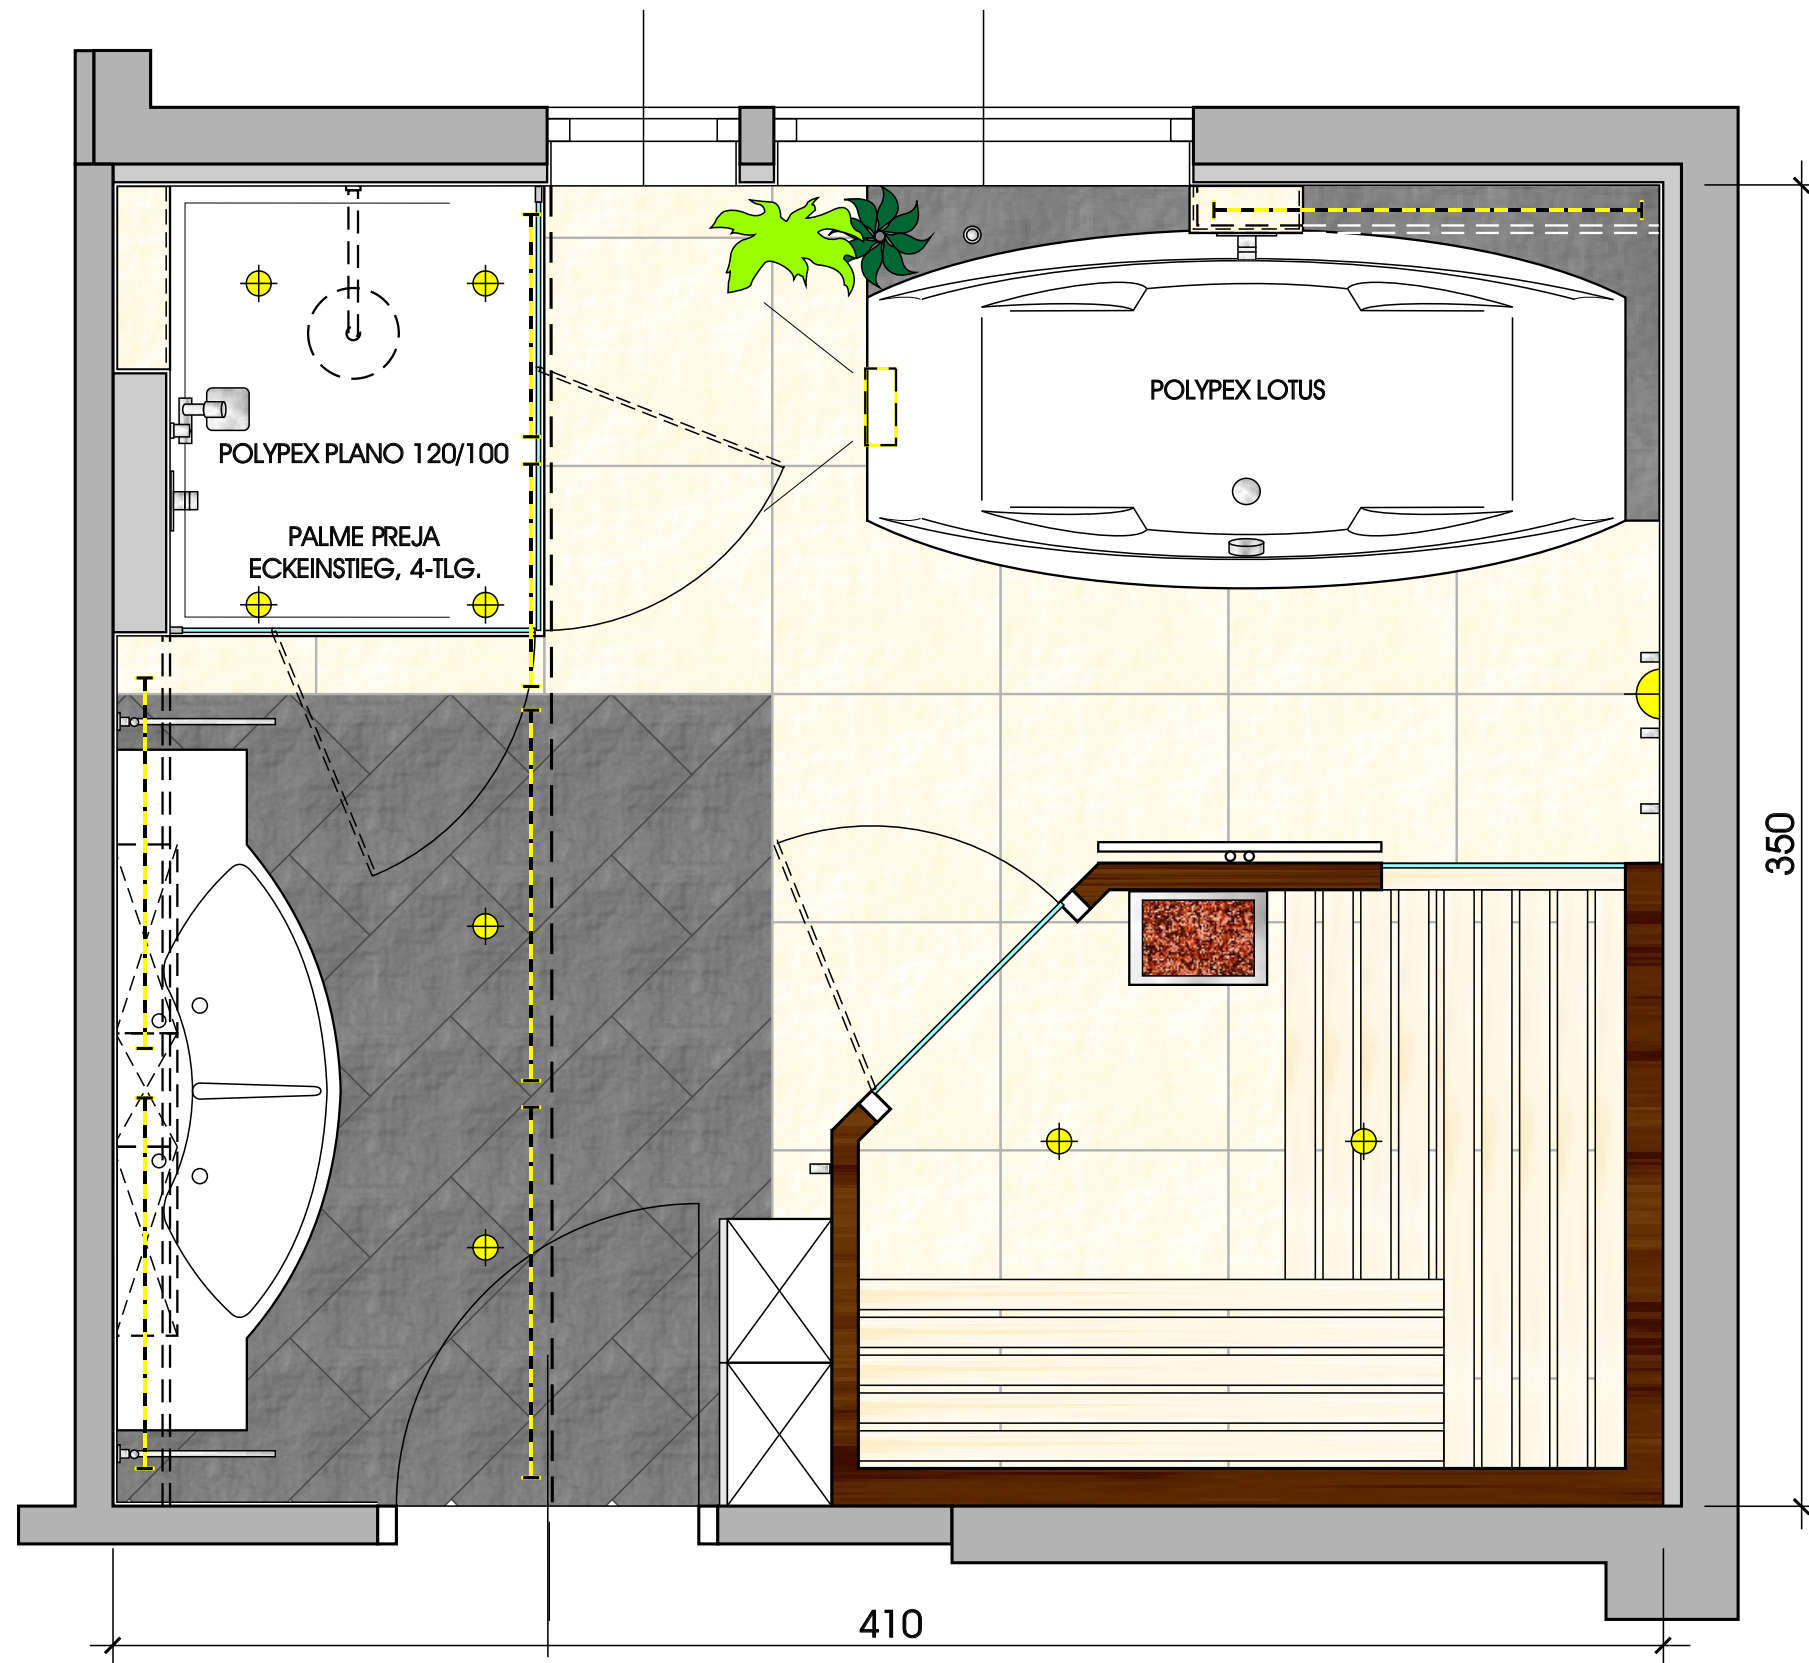 POLYPEX LOTUS
POLYPEX PLANO 120/100
PALME PREJA
ECKEINSTIEG, 4-TLG.
350
410